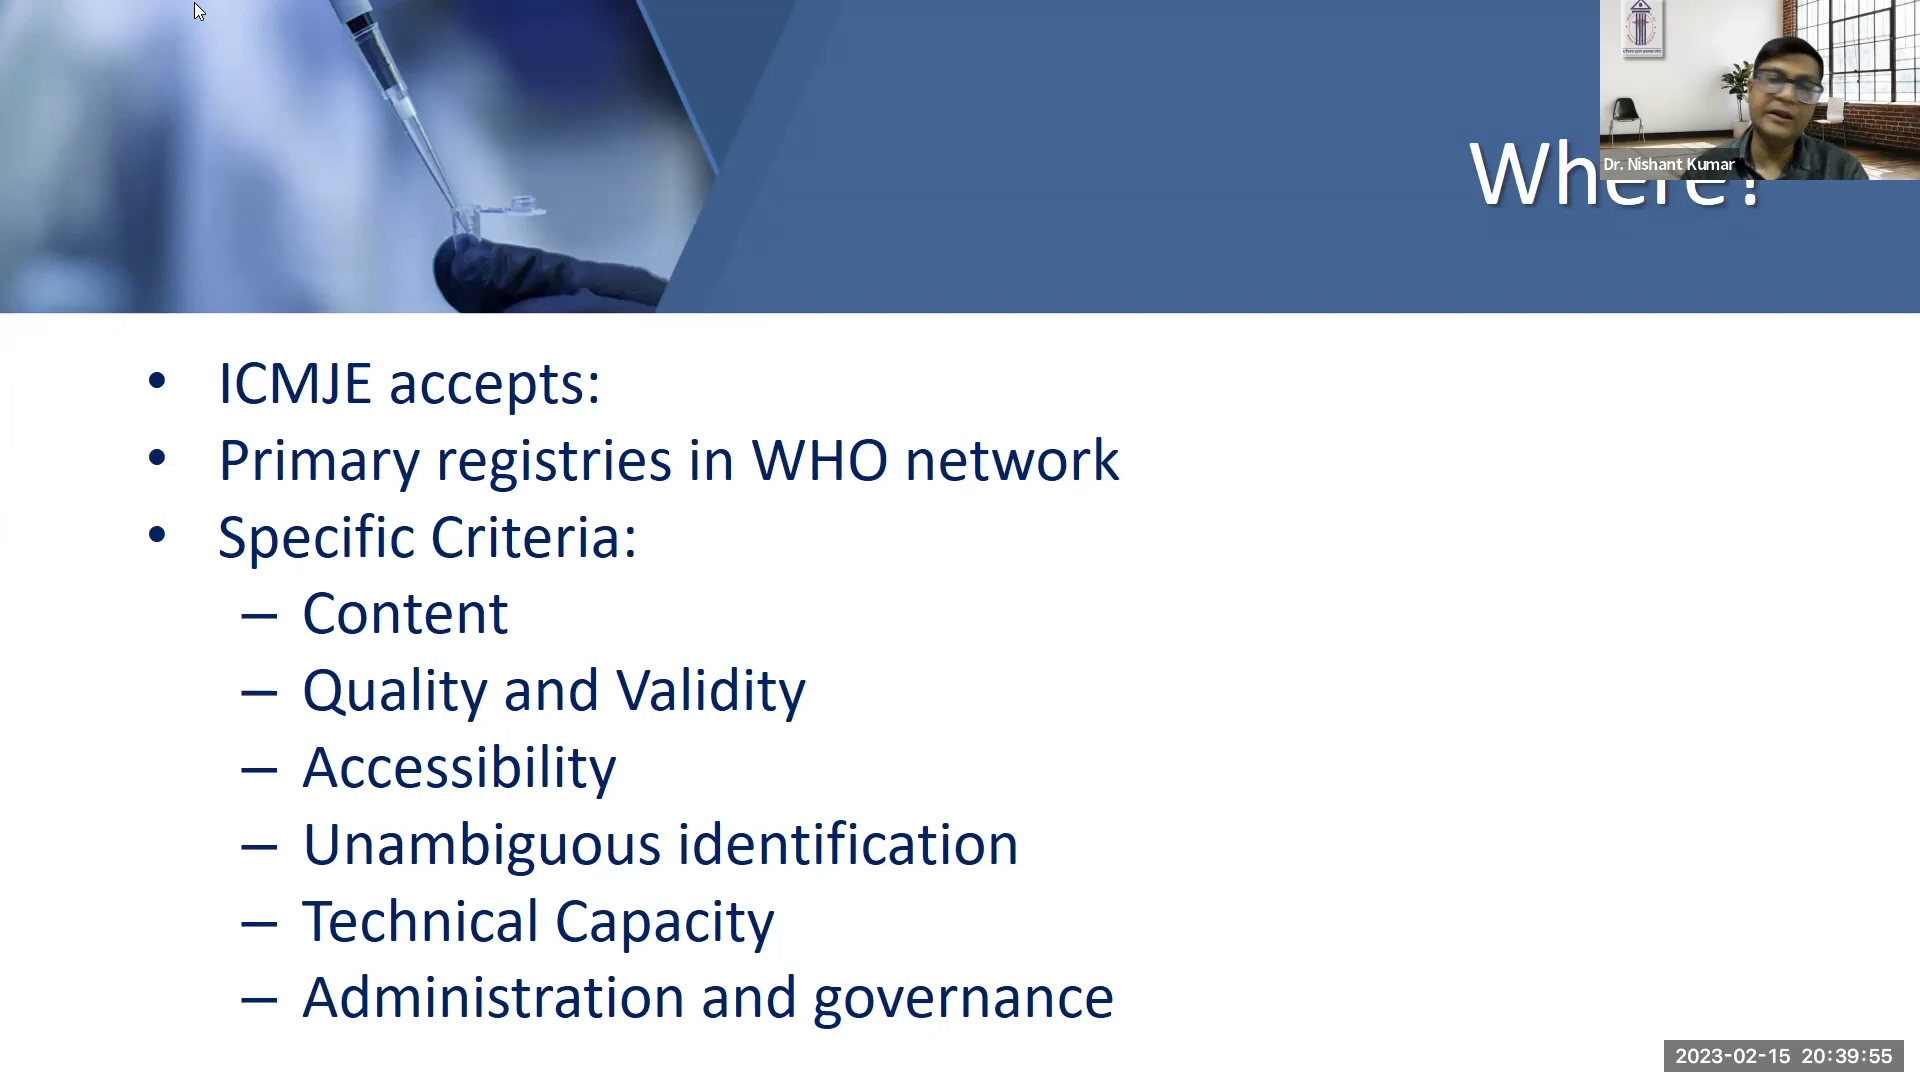 Where?
Dr. Nishant Kumar
• ICMJE accepts:
• Primary registries in WHO network
• Specific Criteria:
– Content
– Quality and Validity
– Accessibility
– Unambiguous identification
– Technical Capacity
– Administration and governance
2023-02-15 20:39:55